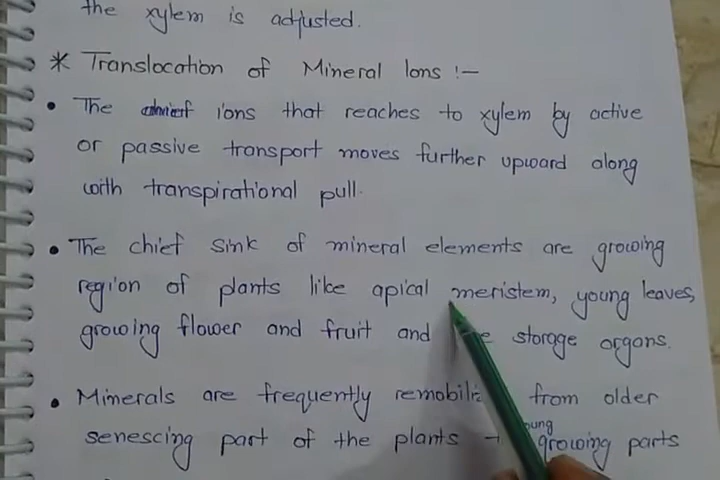 the xylem is adjusted.
* Translocation of Mineral Ions :-
• The ions that reaches to xylem by active
or passive transport moves further upward along
with transpirational pull.
• The chief sink of mineral elements are growing
region of plants like apical meristem, young leaves,
growing flower and fruit and storage organs.
• Minerals are frequently from older
young
senescing part of the plants growing parts